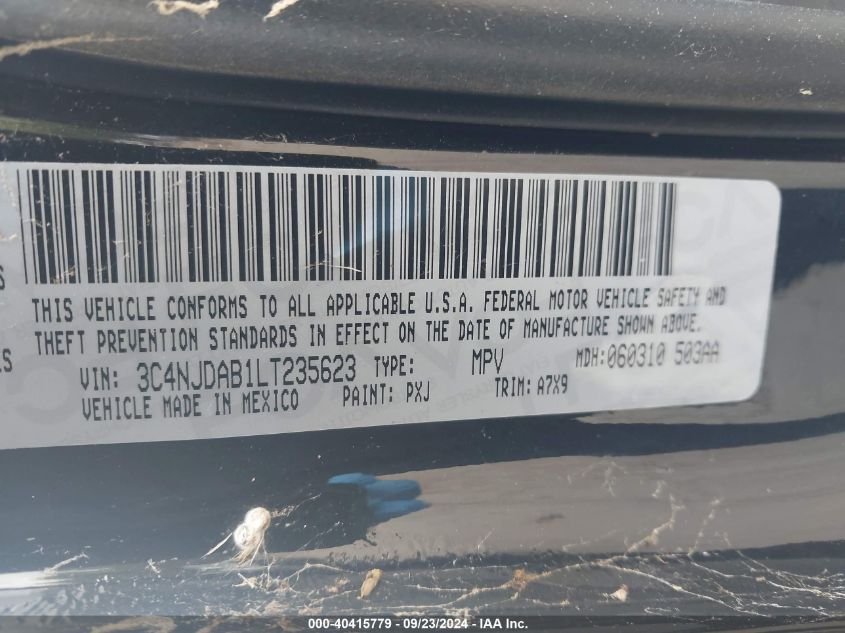 THIS VEHICLE CONFORMS TO ALL APPLICABLE U.S.A. FEDERAL MOTOR VEHICLE SAFETY AND
THEFT PREVENTION STANDARDS IN EFFECT ON THE DATE OF MANUFACTURE SHOWN ABOVE.
VIN: 3C4NJDAB1LT235623 TYPE: MPV MDH:060310 503AA
VEHICLE MADE IN MEXICO PAINT: PXJ TRIM: A7X9
000-40415779 - 09/23/2024 - IAA, Inc.